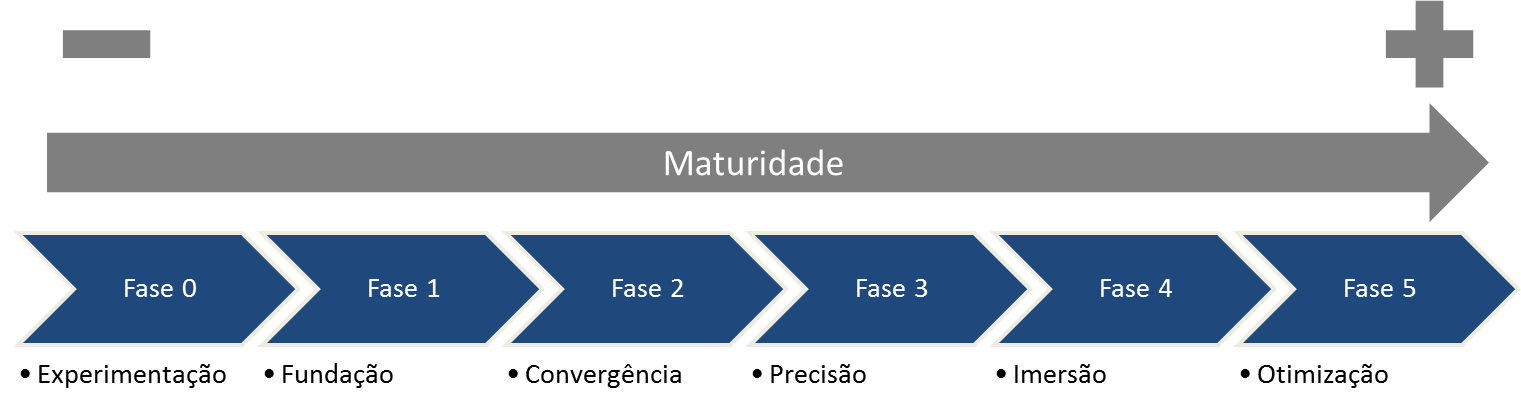 Maturidade
Fase 0
Fase 1
Fase 2
Fase 3
Fase 4
Fase 5
• Experimentação
• Fundação
• Convergência
• Precisão
• Imersão
• Otimização